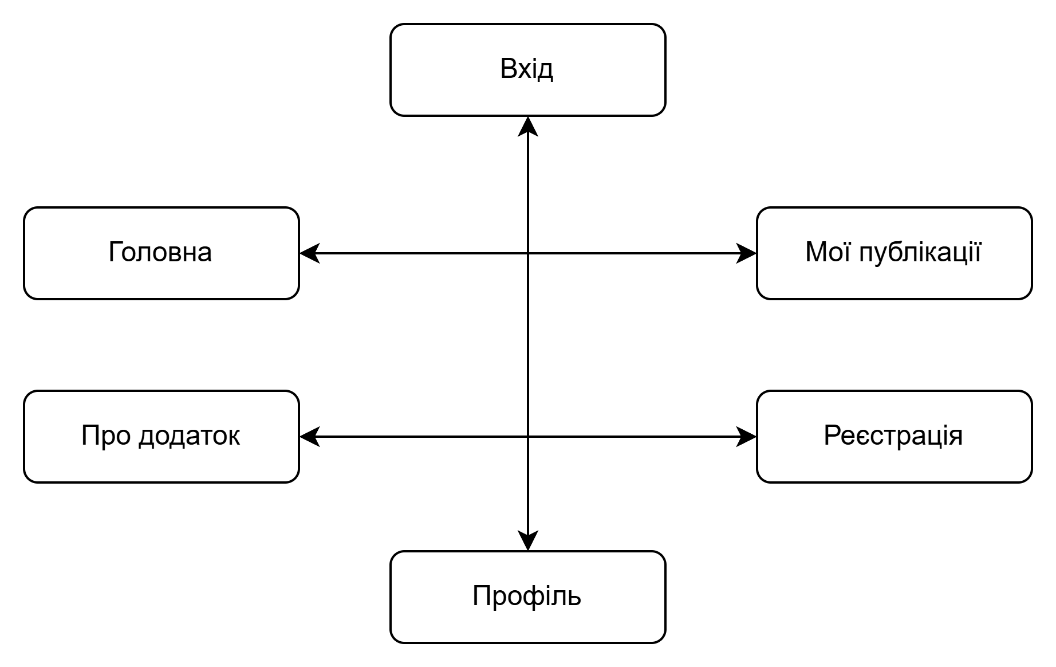 Вхід
Головна
Мої публікації
Про додаток
Реєстрація
Профіль